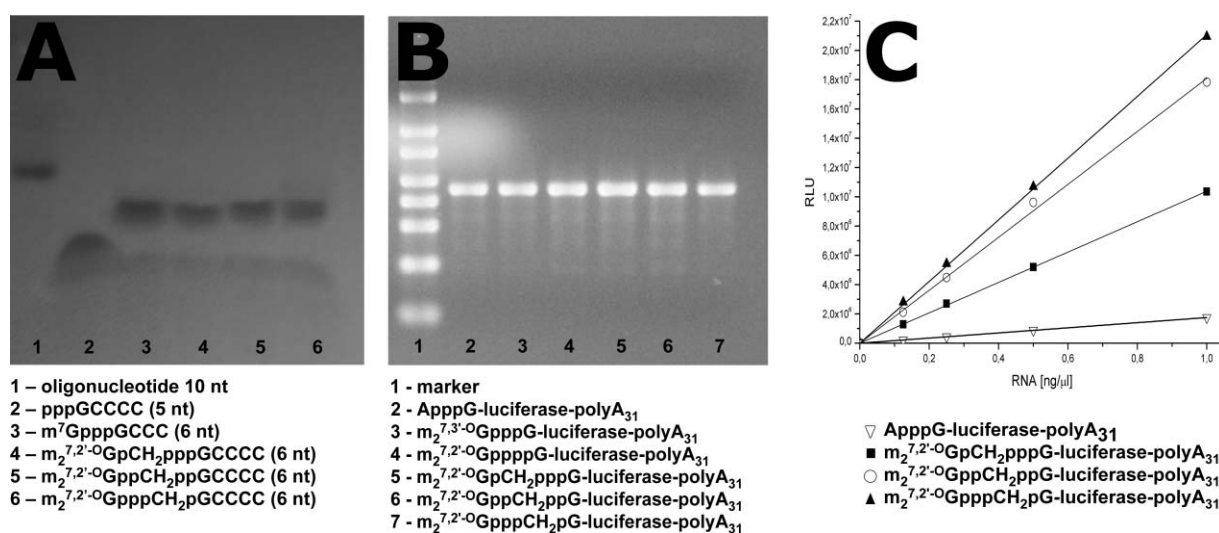 A
1 2 3 4 5 6
1 – oligonucleotide 10 nt
2 – pppGCCCC (5 nt)
3 – m⁷GpppGCCC (6 nt)
4 – m₂⁷,²'⁻ᴼGpCH₂pppGCCCC (6 nt)
5 – m₂⁷,²'⁻ᴼGppCH₂ppGCCCC (6 nt)
6 – m₂⁷,²'⁻ᴼGpppCH₂pGCCCC (6 nt)
B
1 2 3 4 5 6 7
1 - marker
2 - ApppG-luciferase-polyA₃₁
3 - m₂⁷,³'⁻ᴼGpppG-luciferase-polyA₃₁
4 - m₂⁷,²'⁻ᴼGppppG-luciferase-polyA₃₁
5 - m₂⁷,²'⁻ᴼGpCH₂pppG-luciferase-polyA₃₁
6 - m₂⁷,²'⁻ᴼGppCH₂ppG-luciferase-polyA₃₁
7 - m₂⁷,²'⁻ᴼGpppCH₂pG-luciferase-polyA₃₁
C
2,2x10⁷
2,0x10⁷
1,8x10⁷
1,6x10⁷
1,4x10⁷
1,2x10⁷
1,0x10⁷
8,0x10⁶
6,0x10⁶
4,0x10⁶
2,0x10⁶
0,0
RLU
0,0 0,2 0,4 0,6 0,8 1,0
RNA [ng/µl]
ApppG-luciferase-polyA₃₁
m₂⁷,²'⁻ᴼGpCH₂pppG-luciferase-polyA₃₁
m₂⁷,²'⁻ᴼGppCH₂ppG-luciferase-polyA₃₁
m₂⁷,²'⁻ᴼGpppCH₂pG-luciferase-polyA₃₁